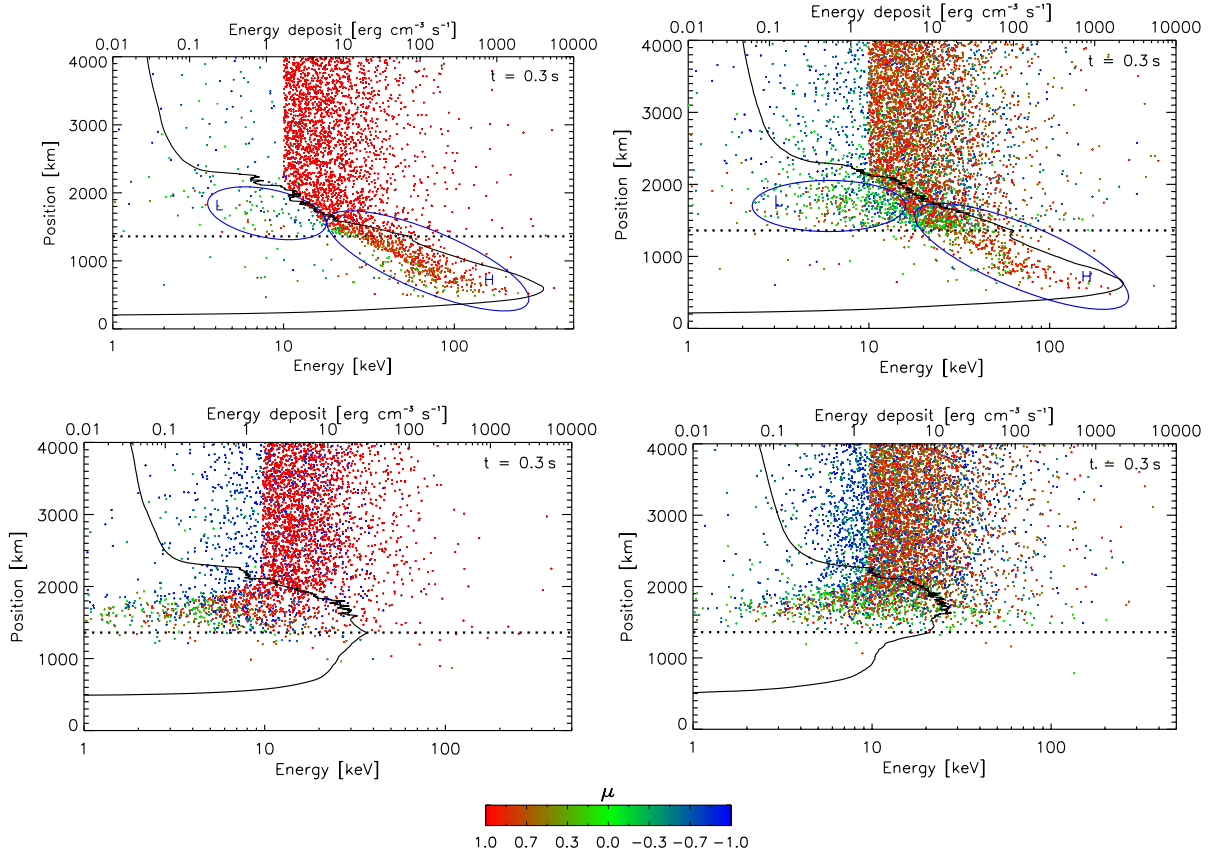 Energy deposit [erg cm⁻³ s⁻¹]
0.01 0.1 1 10 100 1000 10000
4000
3000
2000
1000
0
Position [km]
t = 0.3 s
L
H
1 10 100
Energy [keV]
Energy deposit [erg cm⁻³ s⁻¹]
0.01 0.1 1 10 100 1000 10000
4000
3000
2000
1000
0
Position [km]
t = 0.3 s
L
H
1 10 100
Energy [keV]
Energy deposit [erg cm⁻³ s⁻¹]
0.01 0.1 1 10 100 1000 10000
4000
3000
2000
1000
0
Position [km]
t = 0.3 s
1 10 100
Energy [keV]
Energy deposit [erg cm⁻³ s⁻¹]
0.01 0.1 1 10 100 1000 10000
4000
3000
2000
1000
0
Position [km]
t = 0.3 s
1 10 100
Energy [keV]
μ
1.0 0.7 0.3 0.0 −0.3 −0.7 −1.0